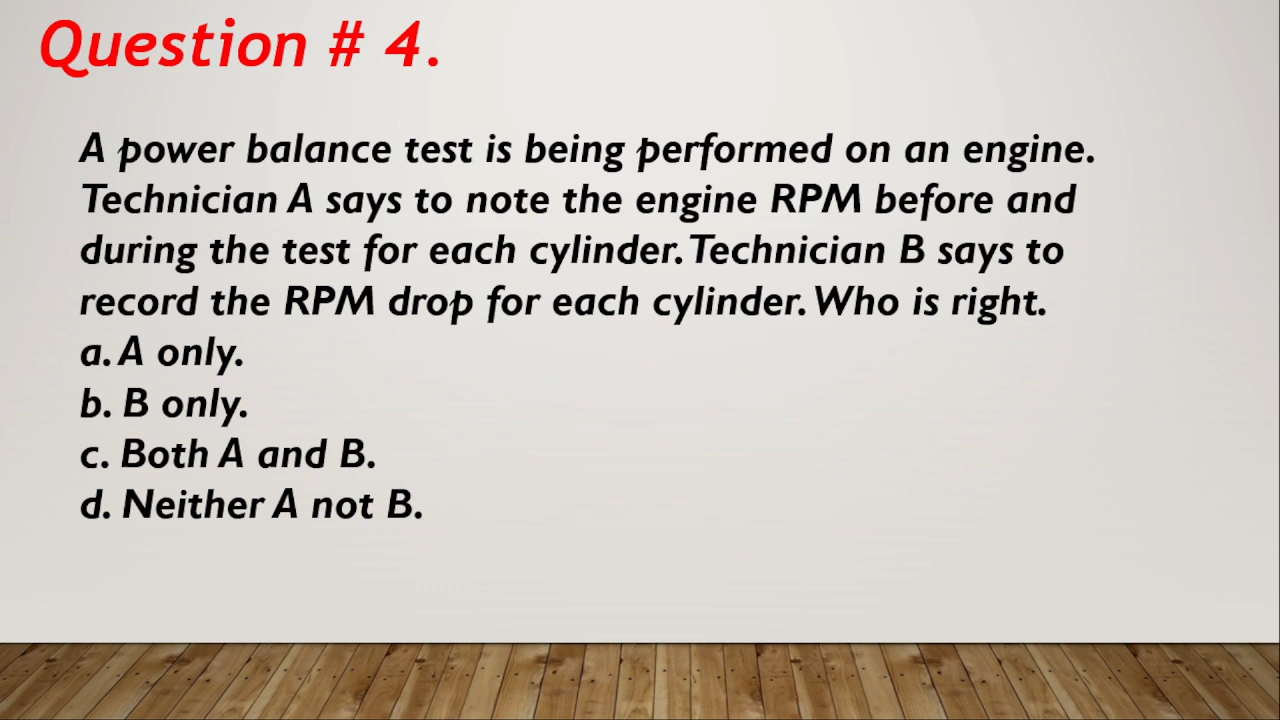 Question # 4.
A power balance test is being performed on an engine.
Technician A says to note the engine RPM before and
during the test for each cylinder. Technician B says to
record the RPM drop for each cylinder. Who is right.
a. A only.
b. B only.
c. Both A and B.
d. Neither A not B.